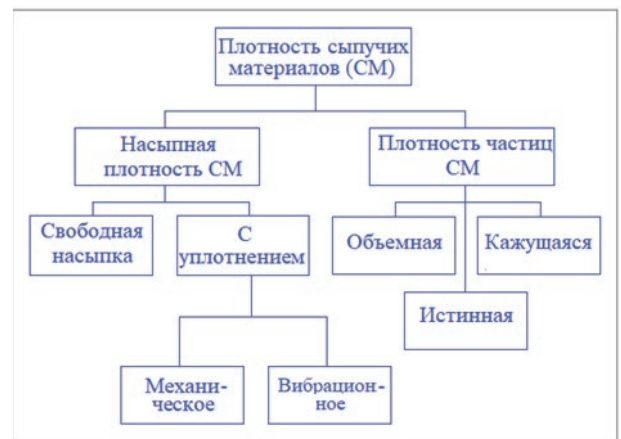 Плотность сыпучих
материалов (СМ)
Насыпная
плотность СМ
Плотность частиц
СМ
Свободная
насыпка
С
уплотнением
Объемная
Кажущаяся
Истинная
Механи-
ческое
Вибрацион-
ное